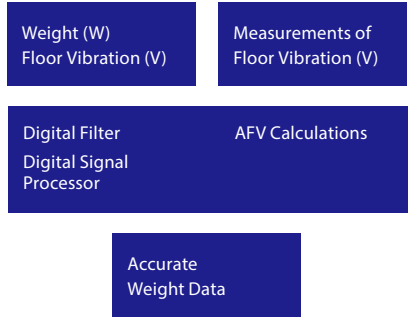 Weight (W)
Floor Vibration (V)
Measurements of
Floor Vibration (V)
Digital Filter
Digital Signal
Processor
AFV Calculations
Accurate
Weight Data